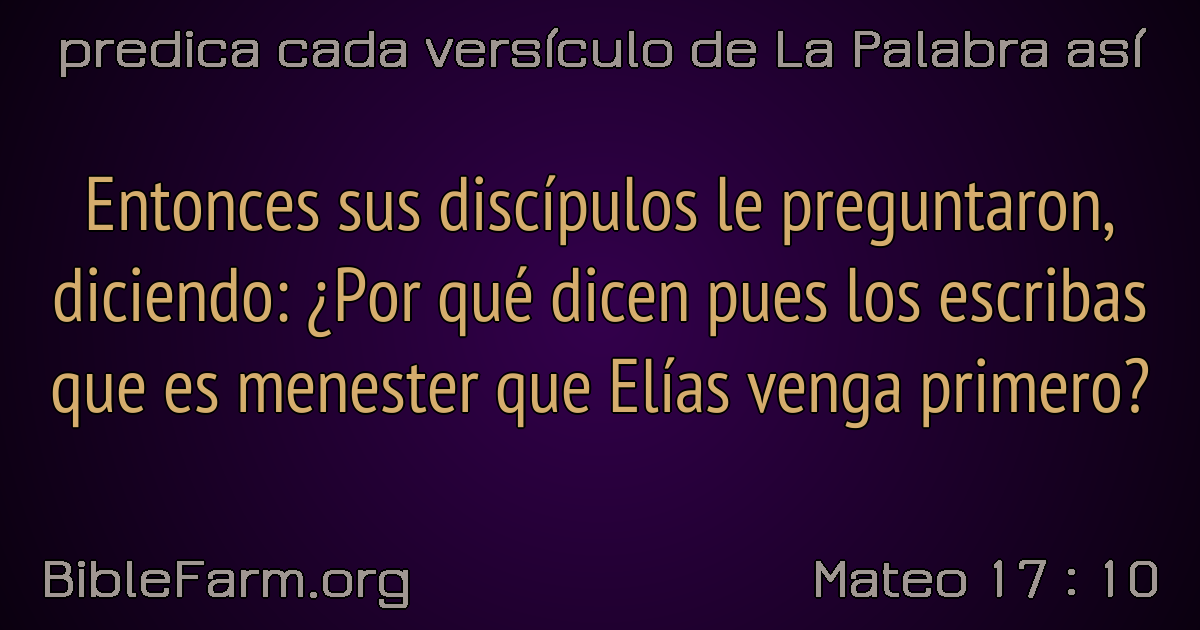 predica cada versículo de La Palabra así
Entonces sus discípulos le preguntaron,
diciendo: ¿Por qué dicen pues los escribas
que es menester que Elías venga primero?
BibleFarm.org
Mateo 17 : 10